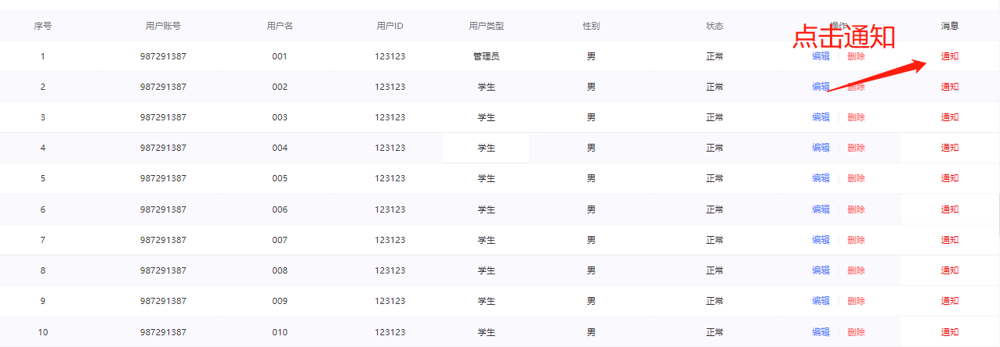 序号 用户账号 用户名 用户ID 用户类型 性别 状态 操作 消息
点击通知
1 987291387 001 123123 管理员 男 正常 编辑 删除 通知
2 987291387 002 123123 学生 男 正常 编辑 删除 通知
3 987291387 003 123123 学生 男 正常 编辑 删除 通知
4 987291387 004 123123 学生 男 正常 编辑 删除 通知
5 987291387 005 123123 学生 男 正常 编辑 删除 通知
6 987291387 006 123123 学生 男 正常 编辑 删除 通知
7 987291387 007 123123 学生 男 正常 编辑 删除 通知
8 987291387 008 123123 学生 男 正常 编辑 删除 通知
9 987291387 009 123123 学生 男 正常 编辑 删除 通知
10 987291387 010 123123 学生 男 正常 编辑 删除 通知